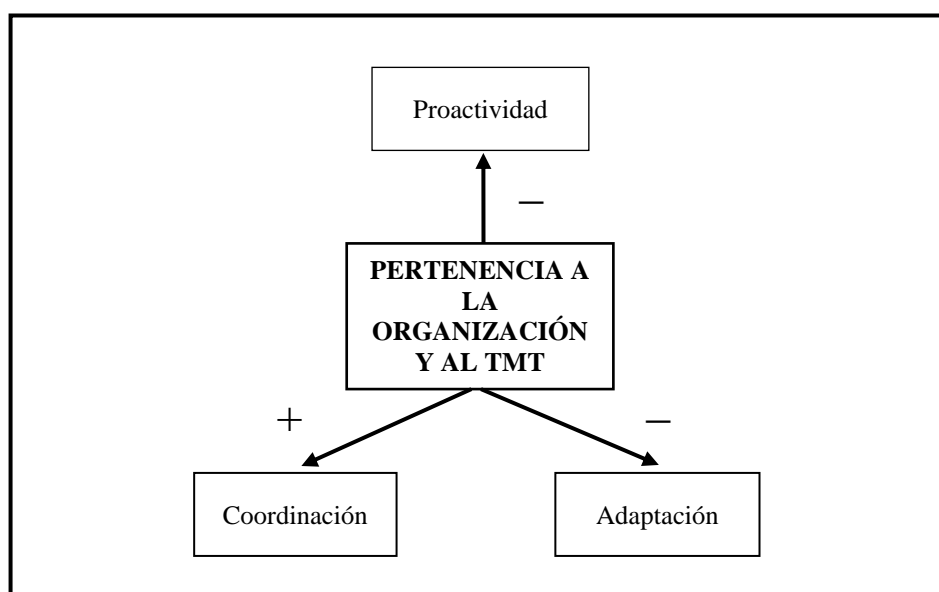 Proactividad
–
PERTENENCIA A
LA
ORGANIZACIÓN
Y AL TMT
+
–
Coordinación
Adaptación